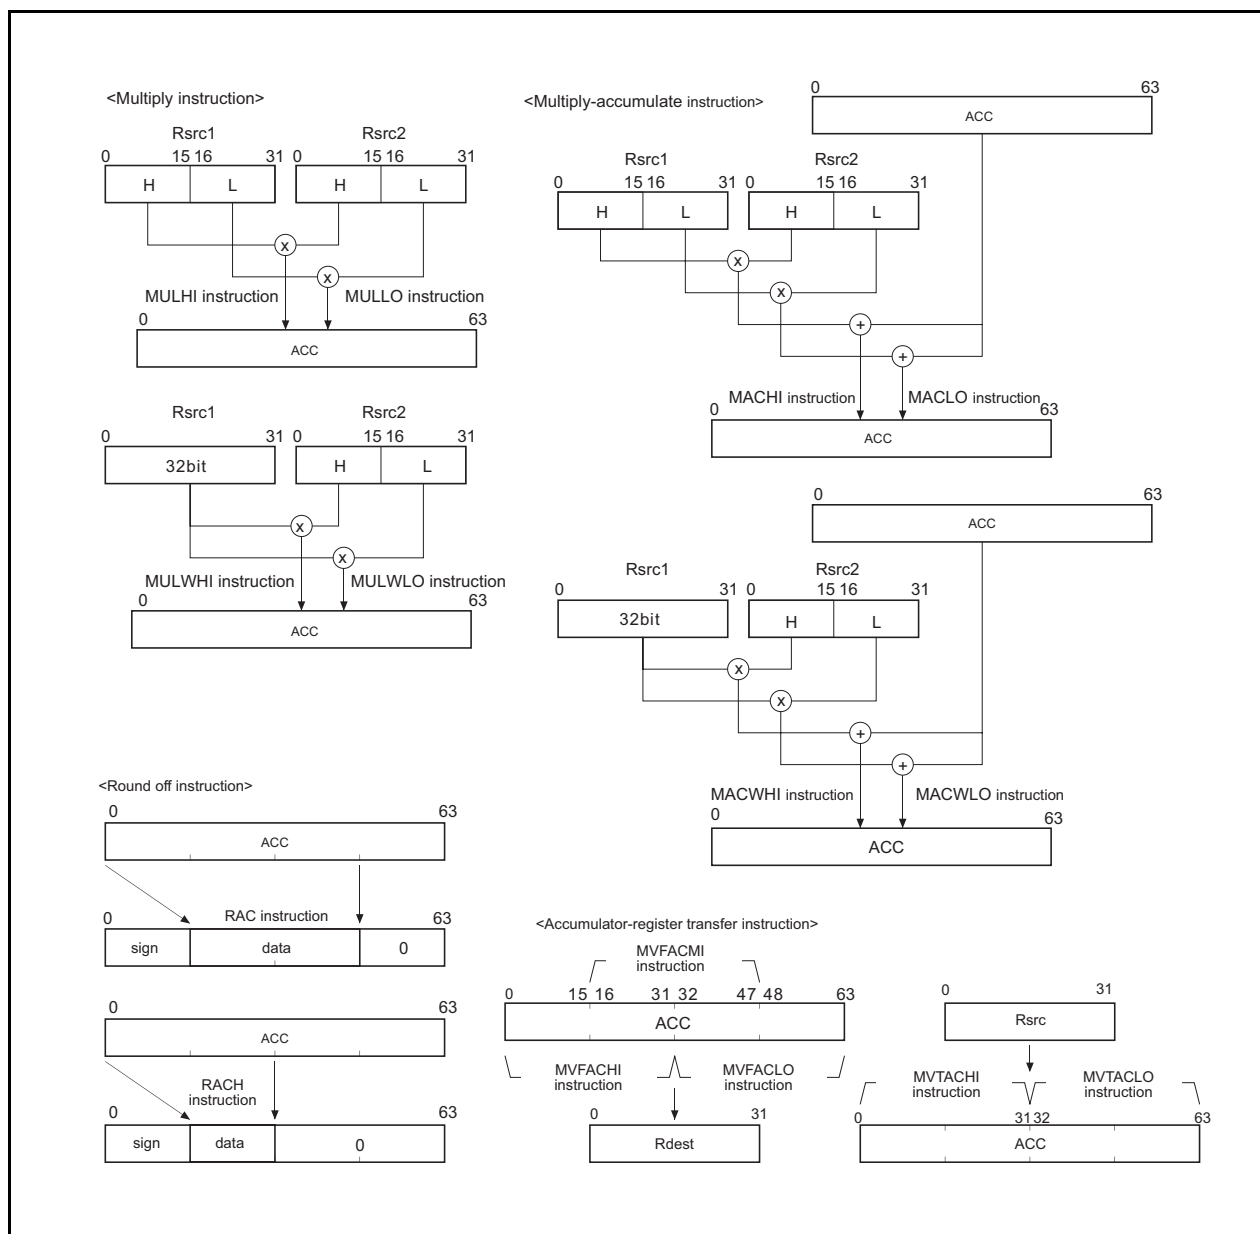 <Multiply instruction>
Rsrc1 Rsrc2
0 15 16 31 0 15 16 31
H L H L
x
x
MULHI instruction MULLO instruction
0 63
ACC
Rsrc1 Rsrc2
0 31 0 15 16 31
32bit H L
x
x
MULWHI instruction MULWLO instruction
0 63
ACC
<Multiply-accumulate instruction>
0 63
ACC
Rsrc1 Rsrc2
0 15 16 31 0 15 16 31
H L H L
x
x
+
+
MACHI instruction MACLO instruction
0 63
ACC
0 63
ACC
Rsrc1 Rsrc2
0 31 0 15 16 31
32bit H L
x
x
+
+
MACWHI instruction MACWLO instruction
0 63
ACC
<Round off instruction>
0 63
ACC
RAC instruction
0 63
sign data 0
0 63
ACC
RACH
instruction
0 63
sign data 0
<Accumulator-register transfer instruction>
MVFACMI
instruction
0 15 16 31 32 47 48 63
ACC
MVFACHI MVFACLO
instruction instruction
0 31
Rdest
0 31
Rsrc
MVTACHI MVTACLO
instruction instruction
0 31 32 63
ACC